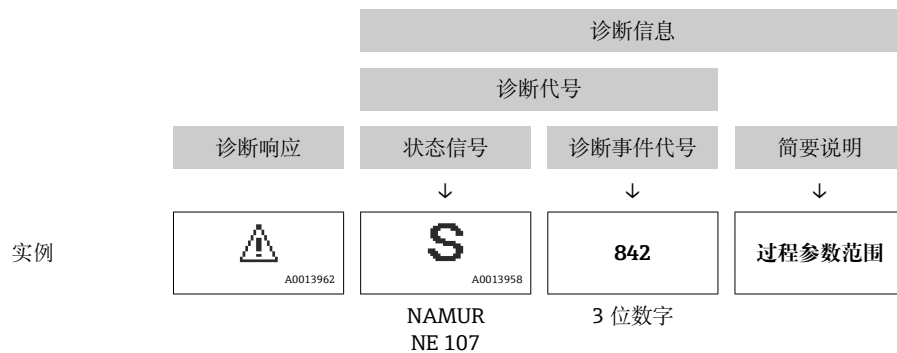 诊断信息
诊断代号
诊断响应 状态信号 诊断事件代号 简要说明
↓ ↓ ↓
实例 S 842 过程参数范围
A0013962 A0013958
NAMUR 3 位数字
NE 107